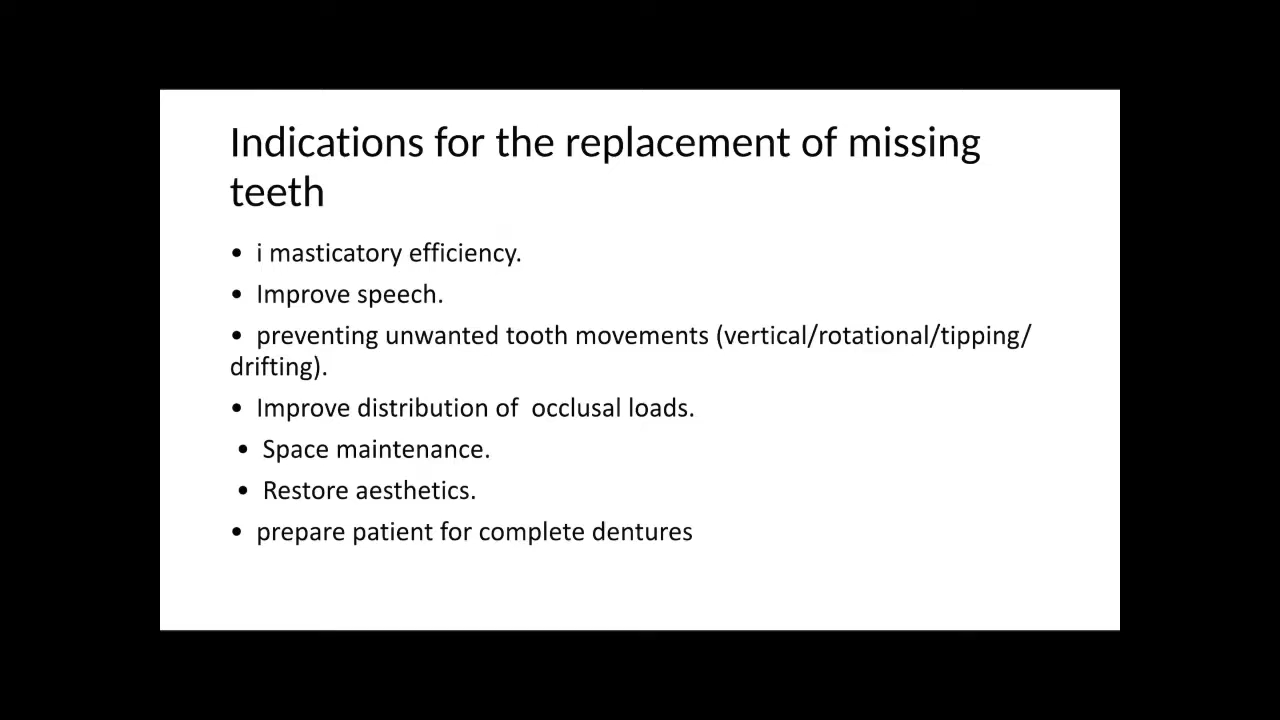 Indications for the replacement of missing
teeth
• i masticatory efficiency.
• Improve speech.
• preventing unwanted tooth movements (vertical/rotational/tipping/
drifting).
• Improve distribution of  occlusal loads.
• Space maintenance.
• Restore aesthetics.
• prepare patient for complete dentures